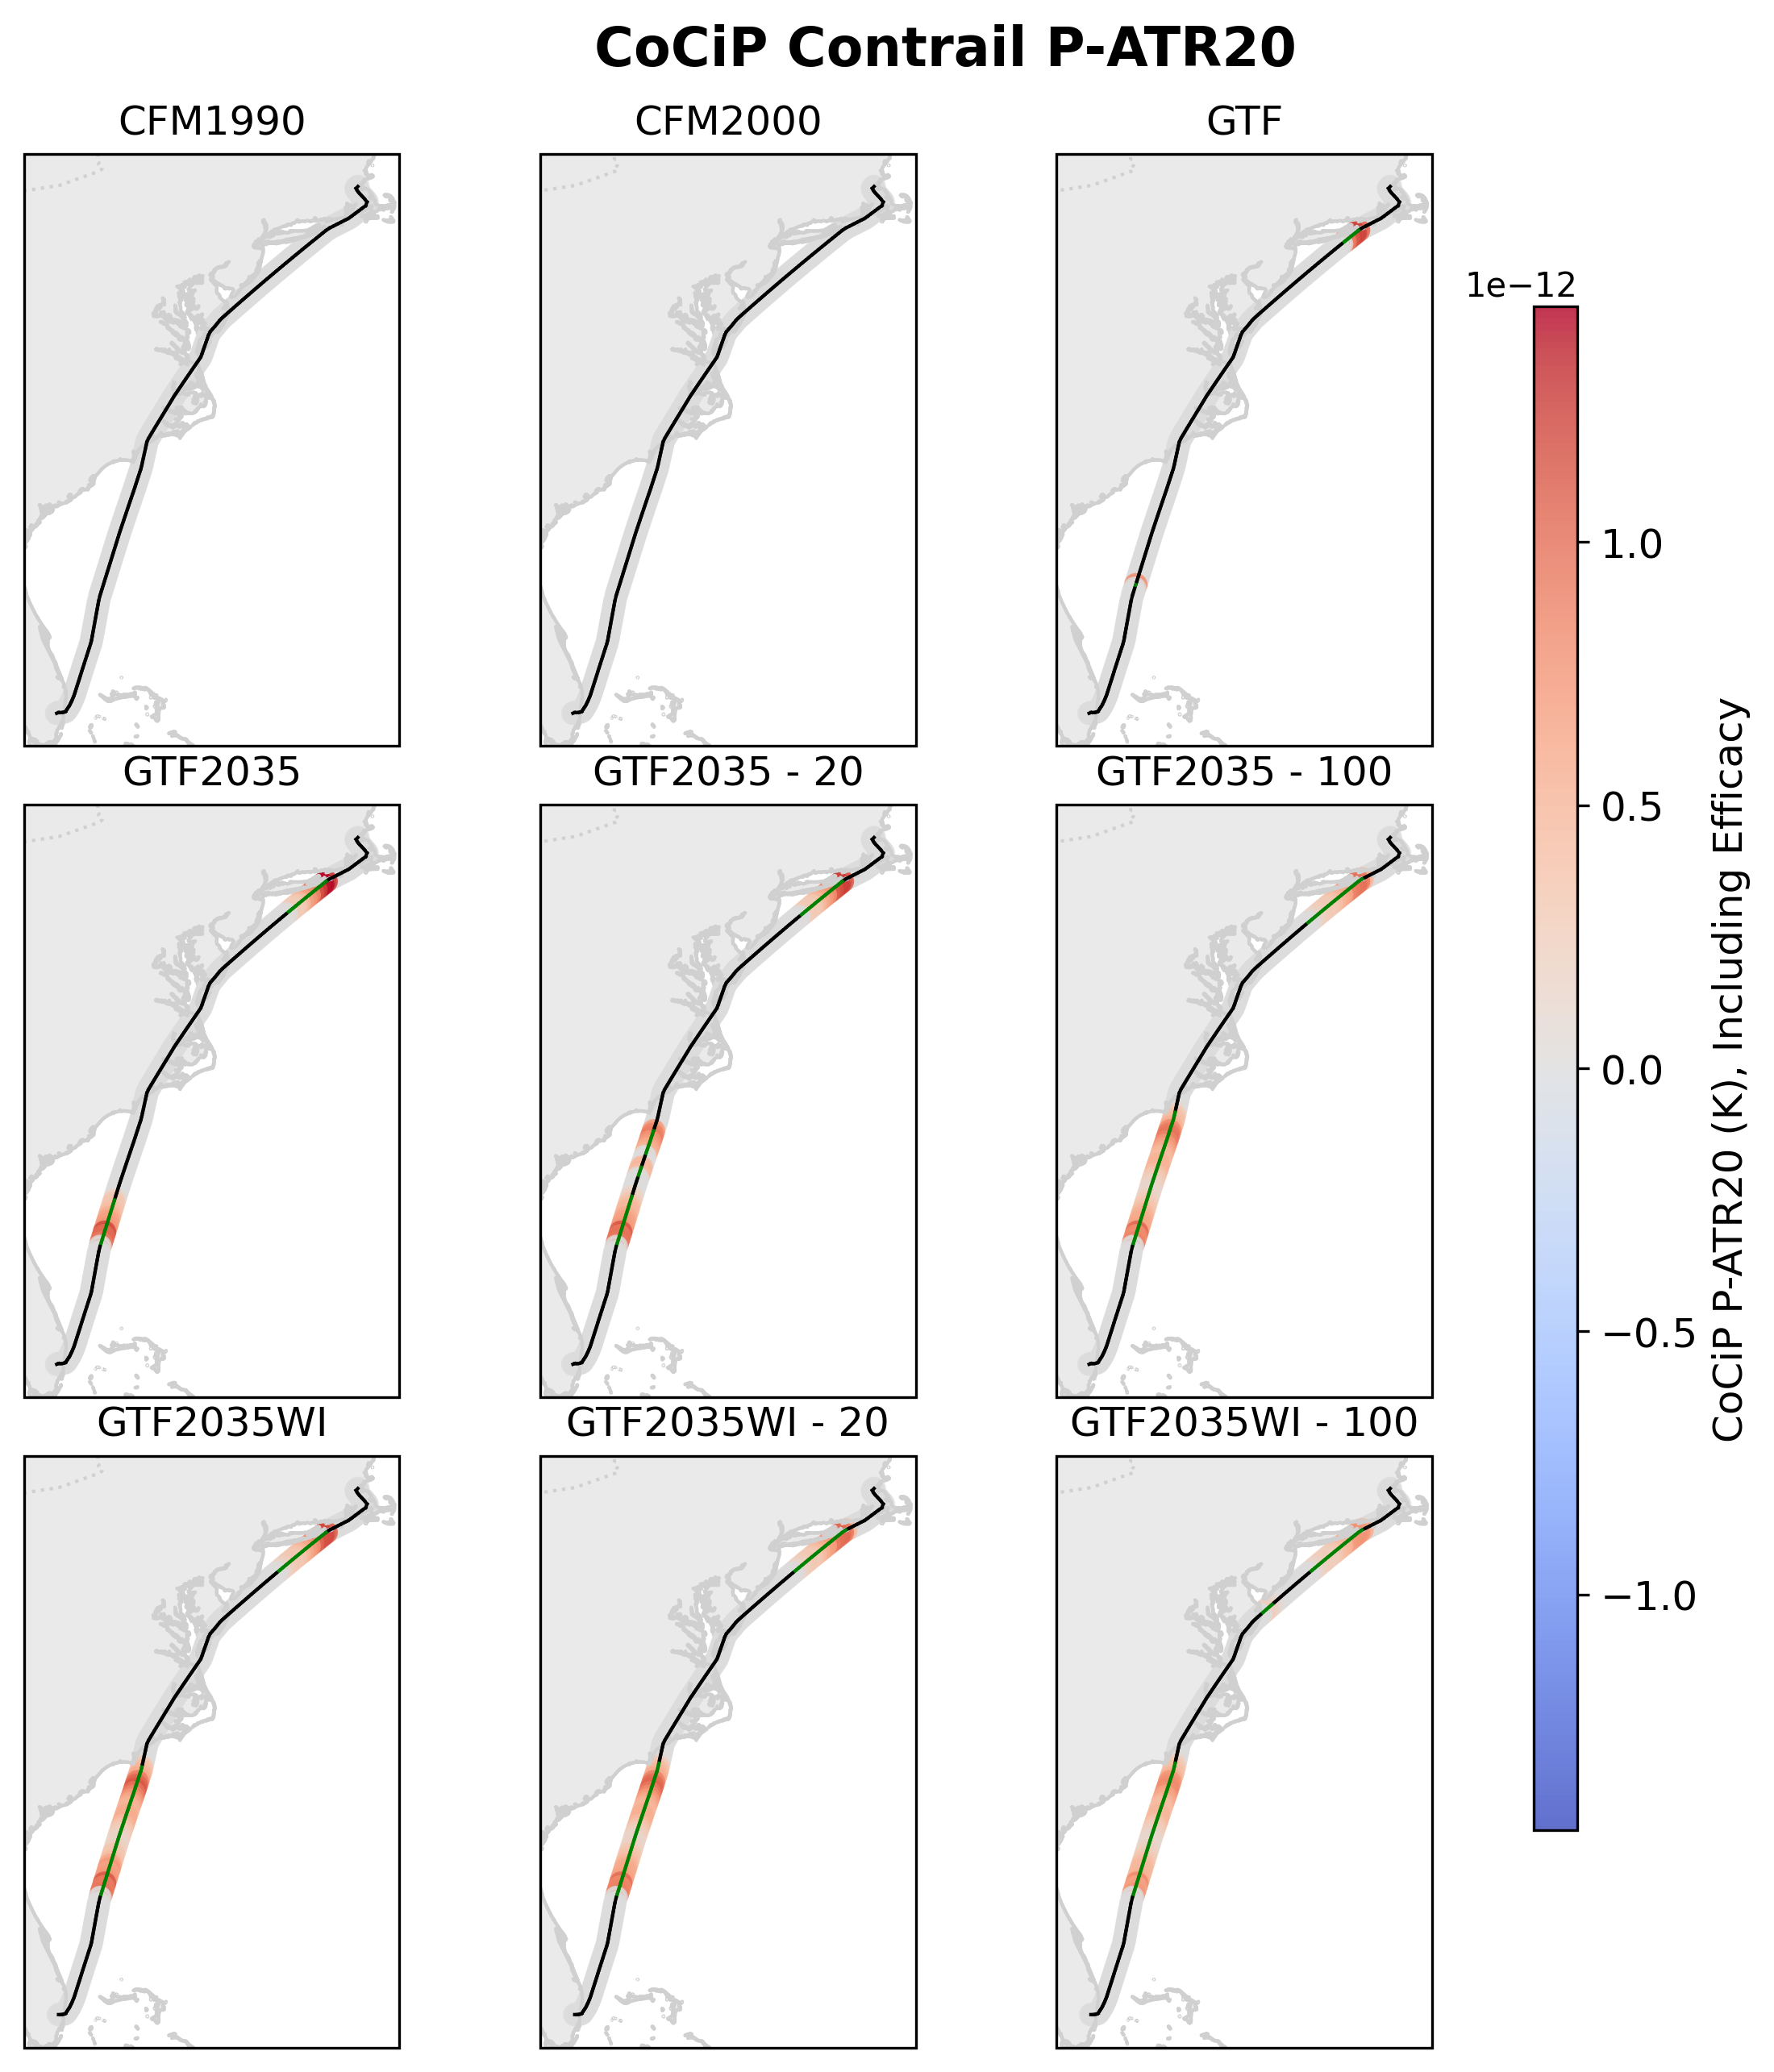 CoCiP Contrail P-ATR20
CFM1990
CFM2000
GTF
GTF2035
GTF2035 - 20
GTF2035 - 100
GTF2035WI
GTF2035WI - 20
GTF2035WI - 100
1e−12
1.0
0.5
0.0
−0.5
−1.0
CoCiP P-ATR20 (K), Including Efficacy